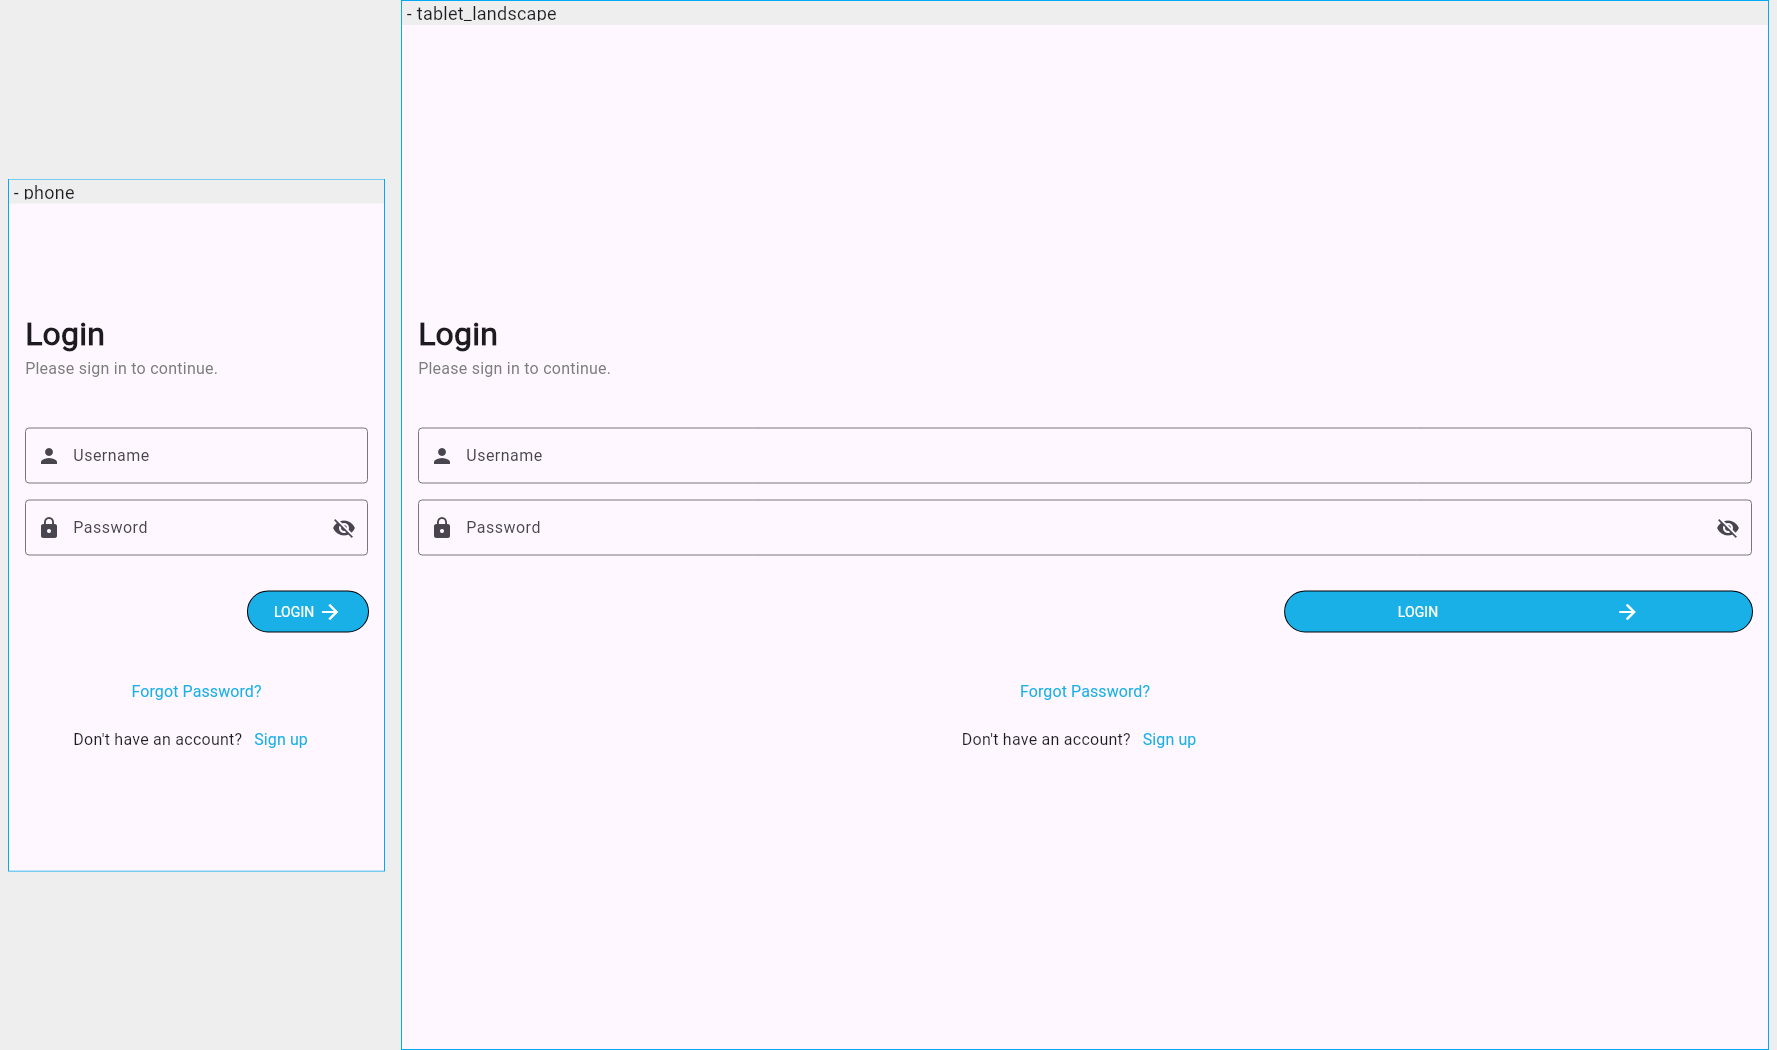 - phone
Login
Please sign in to continue.
Username
Password
LOGIN
Forgot Password?
Don't have an account? Sign up
- tablet_landscape
Login
Please sign in to continue.
Username
Password
LOGIN
Forgot Password?
Don't have an account? Sign up